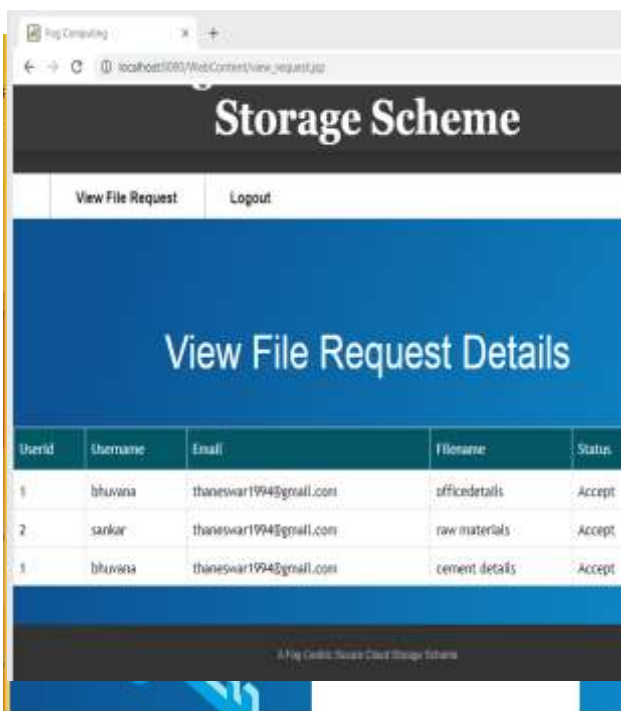 Fog Computing
localhost:8080/WebContent/view_request.jsp
Storage Scheme
View File Request Logout
View File Request Details
UserId Username Email Filename Status
1 bhuvana thaneswar1994@gmail.com officedetails Accept
2 sankar thaneswar1994@gmail.com raw materials Accept
1 bhuvana thaneswar1994@gmail.com cement details Accept
A Fog Centric Secure Cloud Storage Scheme